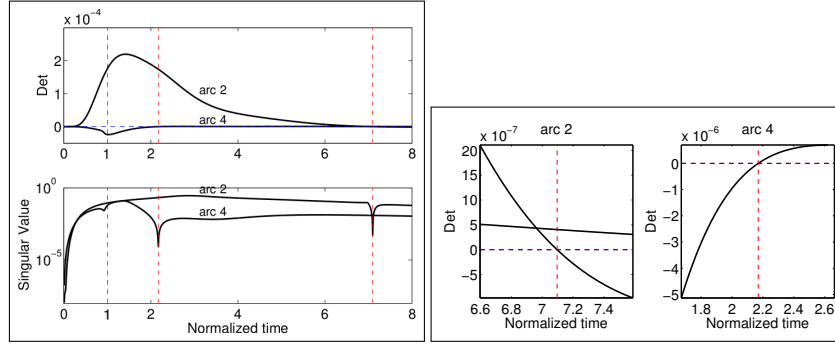 x 10⁻⁴
2
1
0
Det
arc 2
arc 4
0 1 2 4 6 8
10⁰
10⁻⁵
Singular Value
arc 2
arc 4
0 1 2 4 6 8
Normalized time
x 10⁻⁷ arc 2
20
15
10
5
0
−5
Det
6.6 6.8 7 7.2 7.4
Normalized time
x 10⁻⁶ arc 4
0
−1
−2
−3
−4
−5
Det
1.8 2 2.2 2.4 2.6
Normalized time